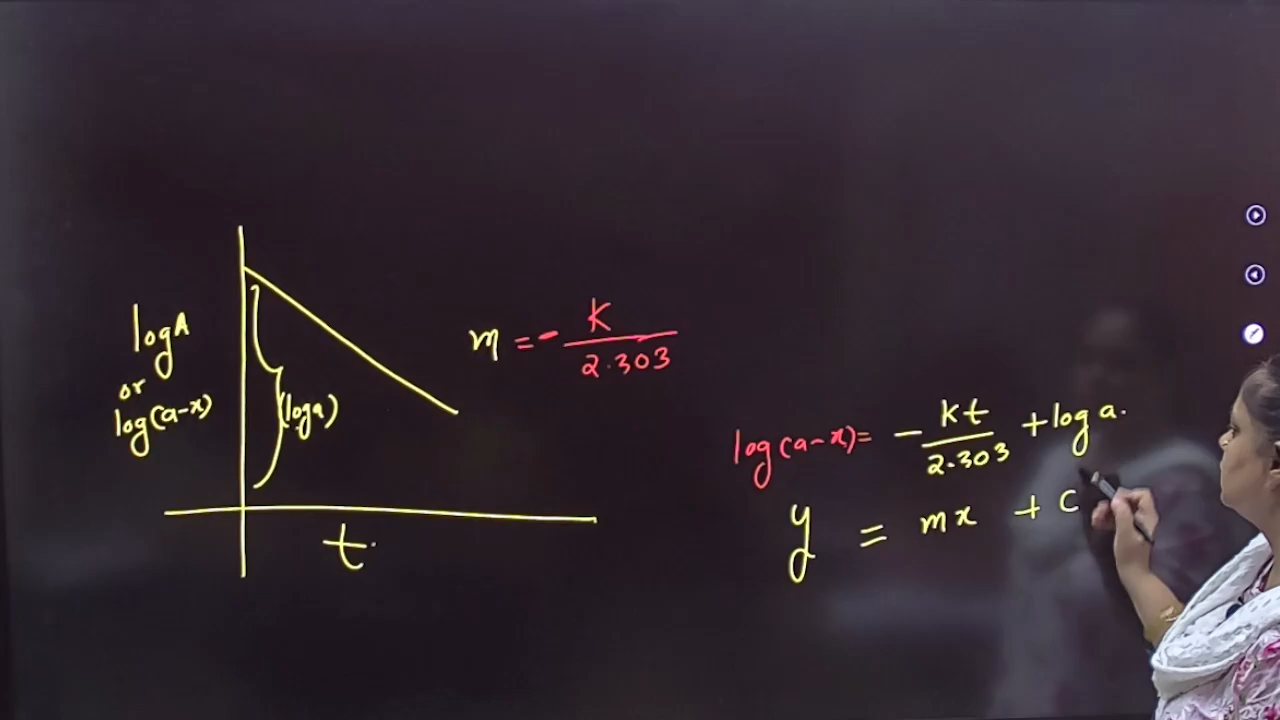 log A
or
log(a-x)
(log a)
t
m = - K / 2.303
log(a-x) = - Kt / 2.303 + log a.
y = mx + C